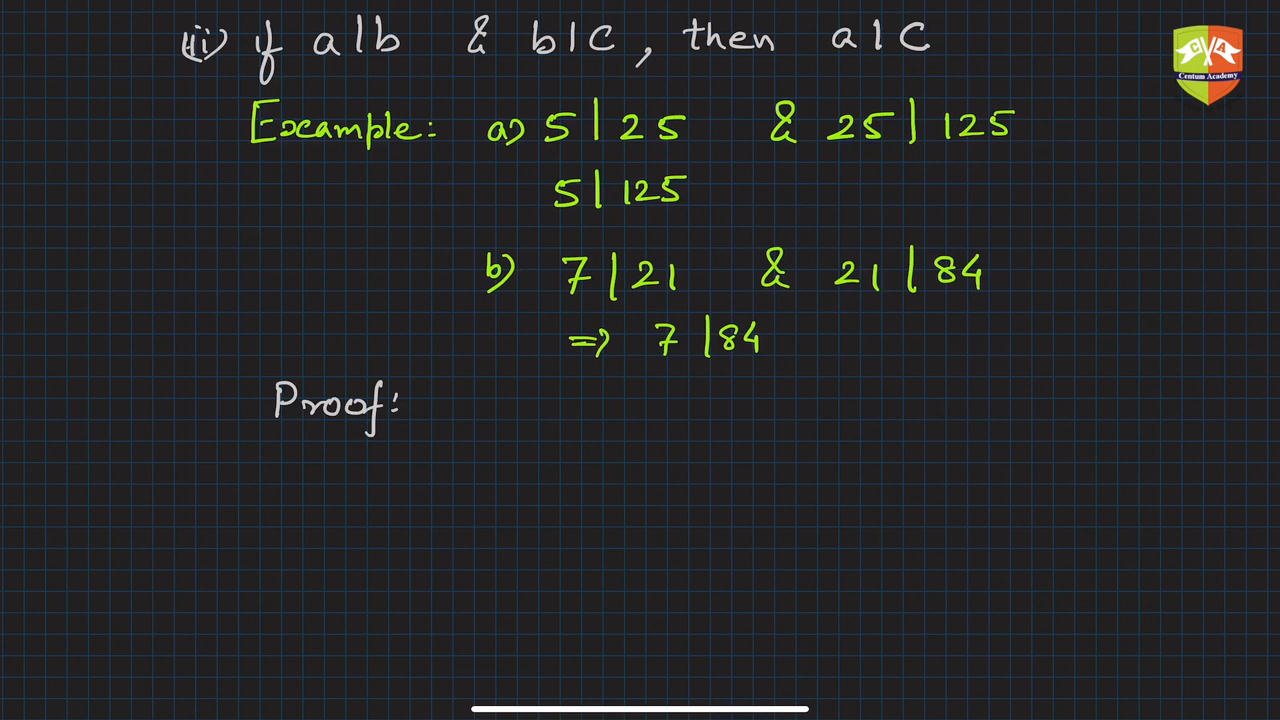 (ii) if a|b & b|c, then a|c
Example: a) 5|25 & 25|125
5|125
b) 7|21 & 21|84
=> 7|84
Proof:
C A
Centum Academy